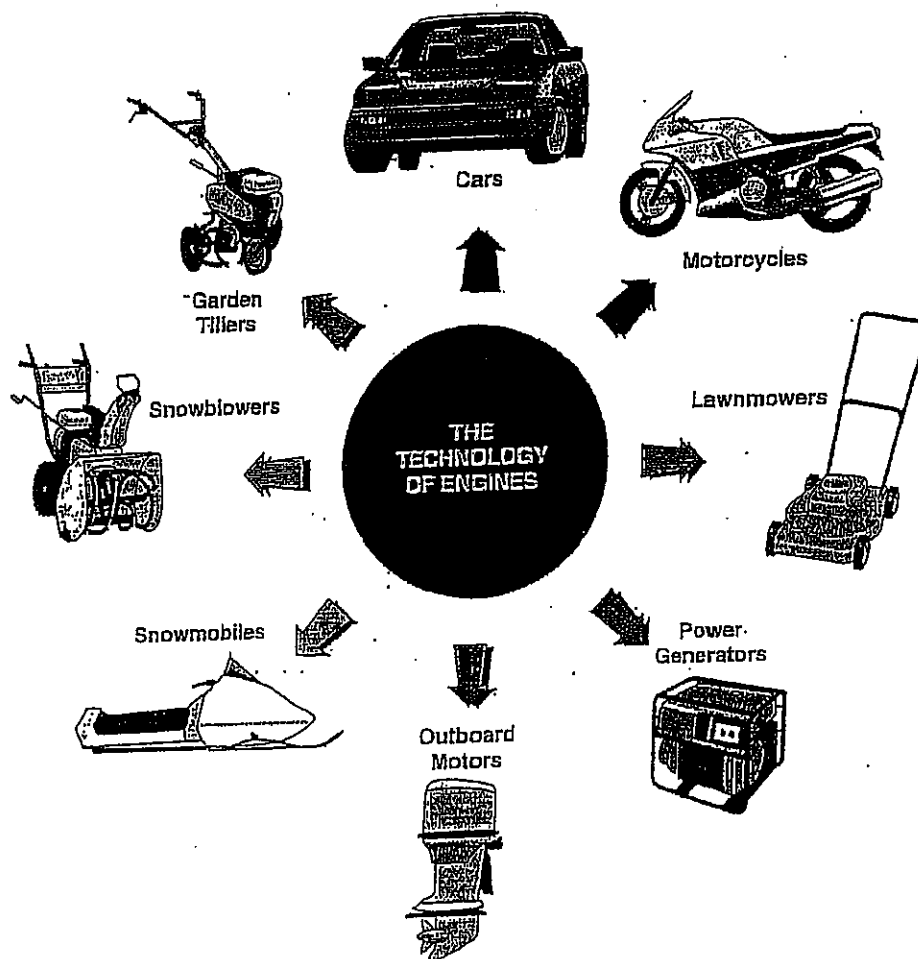 Cars
Motorcycles
Garden
Tillers
Snowblowers
Lawnmowers
THE
TECHNOLOGY
OF ENGINES
Snowmobiles
Power
Generators
Outboard
Motors